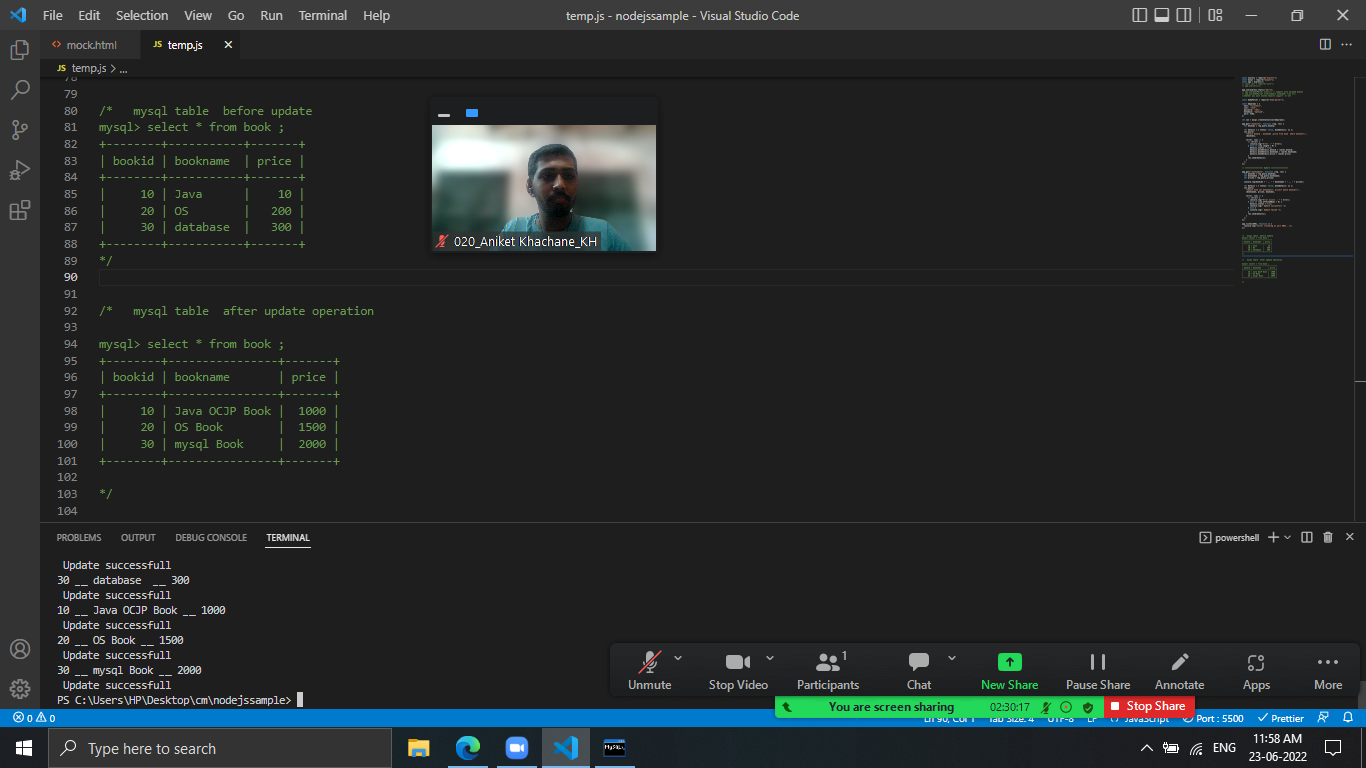 File Edit Selection View Go Run Terminal Help temp.js - nodejssample - Visual Studio Code
mock.html JS temp.js
JS temp.js > ...
78
79
80 /* mysql table before update
81 mysql> select * from book ;
82 +--------+-----------+-------+
83 | bookid | bookname | price |
84 +--------+-----------+-------+
85 | 10 | Java | 10 |
86 | 20 | OS | 200 |
87 | 30 | database | 300 |
88 +--------+-----------+-------+
89 */
90
91
92 /* mysql table after update operation
93
94 mysql> select * from book ;
95 +--------+----------------+-------+
96 | bookid | bookname | price |
97 +--------+----------------+-------+
98 | 10 | Java OCJP Book | 1000 |
99 | 20 | OS Book | 1500 |
100 | 30 | mysql Book | 2000 |
101 +--------+----------------+-------+
102
103 */
104
020_Aniket Khachane_KH
PROBLEMS OUTPUT DEBUG CONSOLE TERMINAL powershell
Update successfull
30 __ database __ 300
Update successfull
10 __ Java OCJP Book __ 1000
Update successfull
20 __ OS Book __ 1500
Update successfull
30 __ mysql Book __ 2000
Update successfull
PS C:\Users\HP\Desktop\cm\nodejssample>
1
Unmute Stop Video Participants Chat New Share Pause Share Annotate Apps More
You are screen sharing 02:30:17 Stop Share
0 0 Ln 90, Col 1 Tab Size: 4 UTF-8 LF {} JavaScript Port : 5500 Prettier
Type here to search
ENG
11:58 AM
23-06-2022